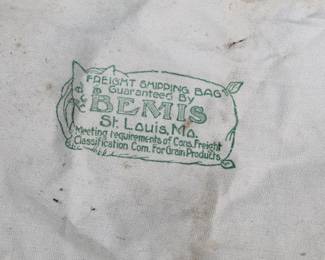 FREIGHT SHIPPING BAG
Guaranteed By
BEMIS
St. Louis, Mo.
Meeting requirements of Cons. Freight
Classification Com. For Grain Products